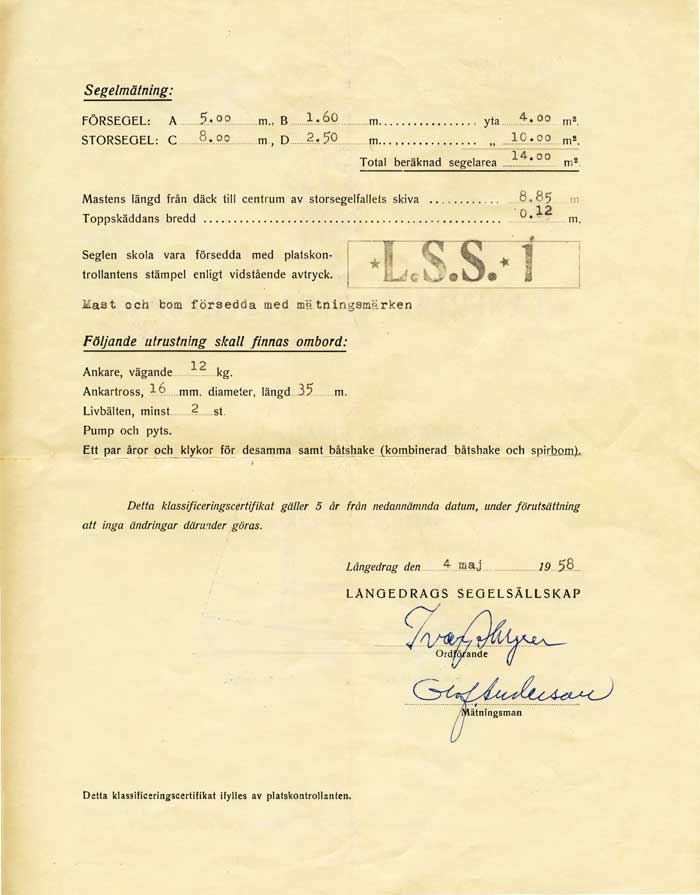 Segelmätning:
FÖRSEGEL: A 5.00 m., B 1.60 m................. yta 4.00 m².
STORSEGEL: C 8.00 m, D 2.50 m................. „ 10.00 m².
Total beräknad segelarea 14.00 m².
Mastens längd från däck till centrum av storsegelfallets skiva ............ 8.85 m
Toppskäddans bredd .................................................... 0.12 m.
Seglen skola vara försedda med platskon-
trollantens stämpel enligt vidstående avtryck.
*L.S.S.* 1
Mast och bom försedda med mätningsmärken
Följande utrustning skall finnas ombord:
Ankare, vägande 12 kg.
Ankartross, 16 mm. diameter, längd 35 m.
Livbälten, minst 2 st.
Pump och pyts.
Ett par åror och klykor för desamma samt båtshake (kombinerad båtshake och spirbom).
Detta klassificeringscertifikat gäller 5 år från nedannämnda datum, under förutsättning
att inga ändringar därunder göras.
Långedrag den 4 maj 1958
LÅNGEDRAGS SEGELSÄLLSKAP
Ivar
Ordförande
Olof Anderson
Mätningsman
Detta klassificeringscertifikat ifylles av platskontrollanten.